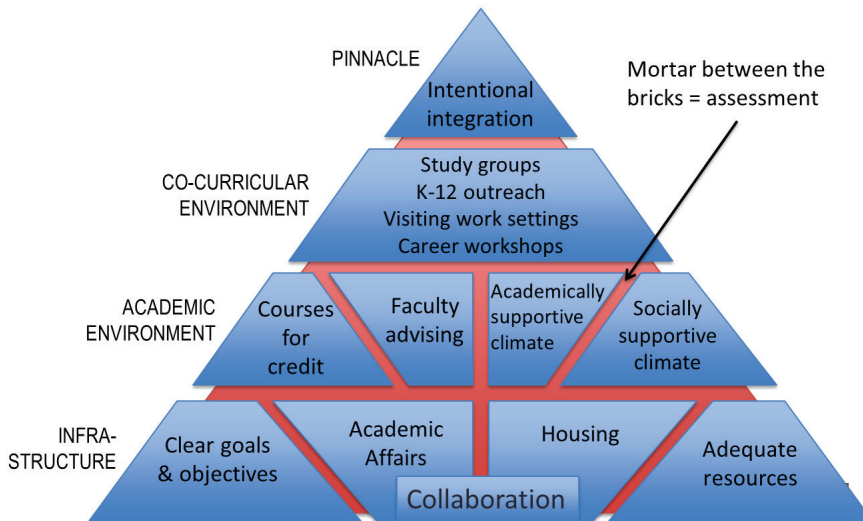 PINNACLE
Intentional
integration
Mortar between the
bricks = assessment
CO-CURRICULAR
ENVIRONMENT
Study groups
K-12 outreach
Visiting work settings
Career workshops
ACADEMIC
ENVIRONMENT
Courses
for
credit
Faculty
advising
Academically
supportive
climate
Socially
supportive
climate
INFRA-
STRUCTURE
Clear goals
& objectives
Academic
Affairs
Housing
Adequate
resources
Collaboration